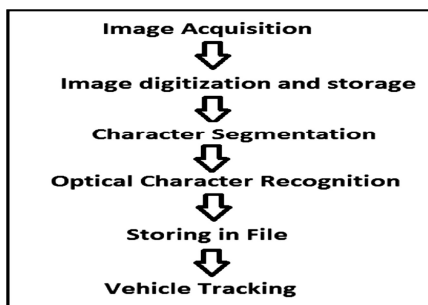 Image Acquisition
Image digitization and storage
Character Segmentation
Optical Character Recognition
Storing in File
Vehicle Tracking